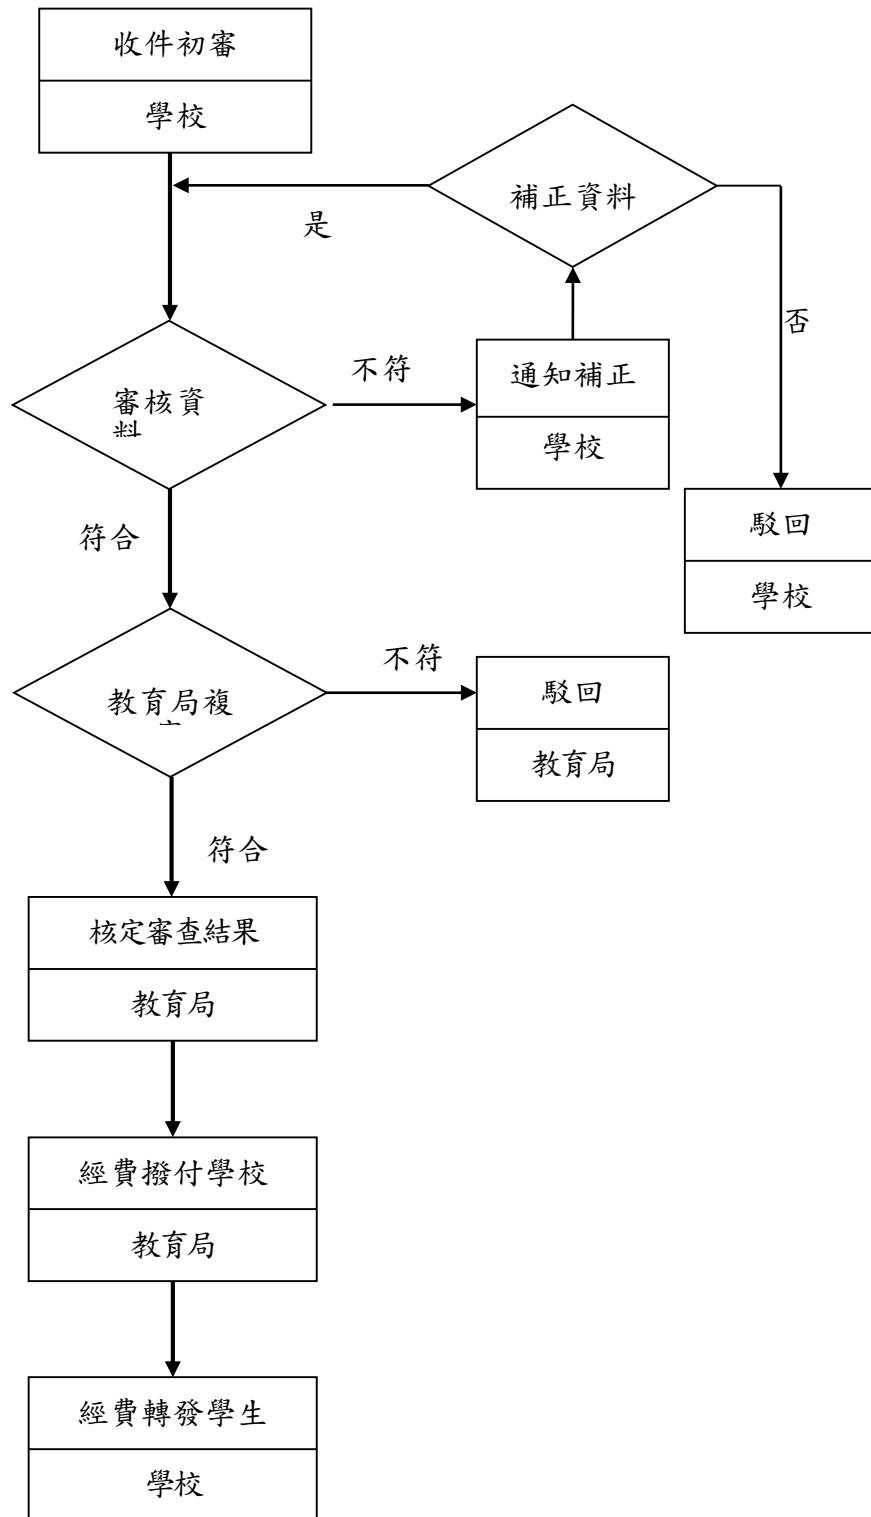 收件初審
學校
補正資料
是
否
不符
通知補正
學校
審核資
料
符合
駁回
學校
不符
教育局複
駁回
教育局
符合
核定審查結果
教育局
經費撥付學校
教育局
經費轉發學生
學校